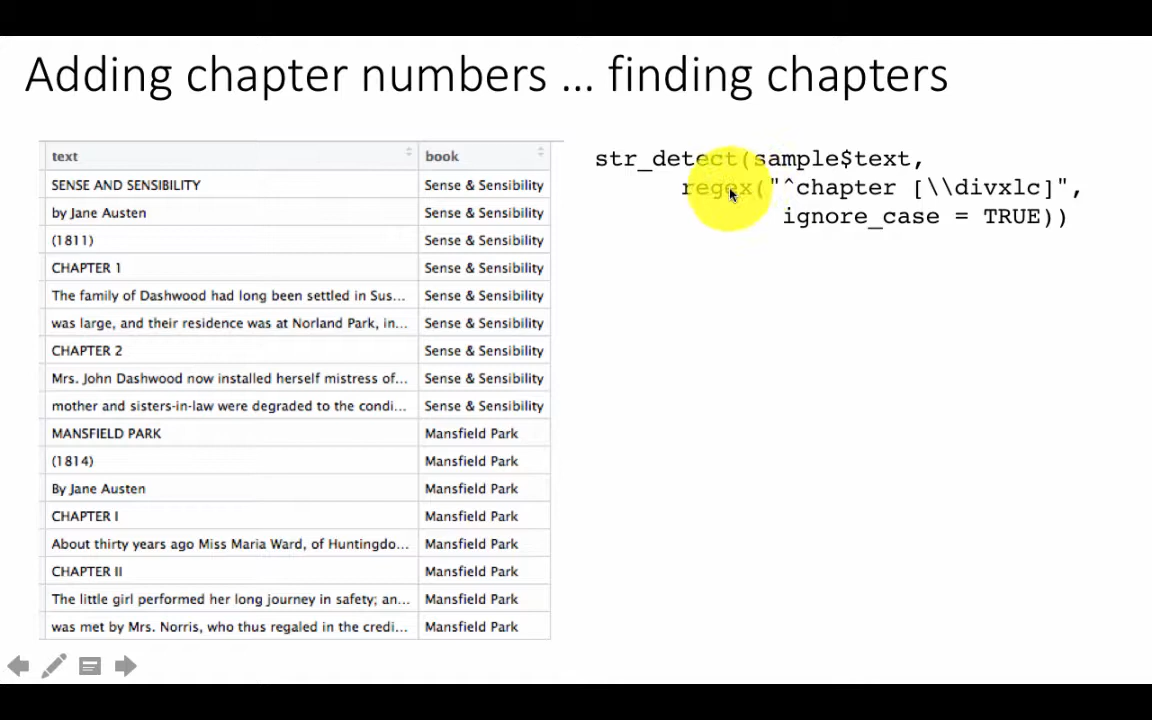 Adding chapter numbers ... finding chapters
text book
SENSE AND SENSIBILITY Sense & Sensibility
by Jane Austen Sense & Sensibility
(1811) Sense & Sensibility
CHAPTER 1 Sense & Sensibility
The family of Dashwood had long been settled in Sus... Sense & Sensibility
was large, and their residence was at Norland Park, in... Sense & Sensibility
CHAPTER 2 Sense & Sensibility
Mrs. John Dashwood now installed herself mistress of... Sense & Sensibility
mother and sisters-in-law were degraded to the condi... Sense & Sensibility
MANSFIELD PARK Mansfield Park
(1814) Mansfield Park
By Jane Austen Mansfield Park
CHAPTER I Mansfield Park
About thirty years ago Miss Maria Ward, of Huntingdo... Mansfield Park
CHAPTER II Mansfield Park
The little girl performed her long journey in safety; an... Mansfield Park
was met by Mrs. Norris, who thus regaled in the credi... Mansfield Park
str_detect(sample$text,
regex("^chapter [\\divxlc]",
ignore_case = TRUE))